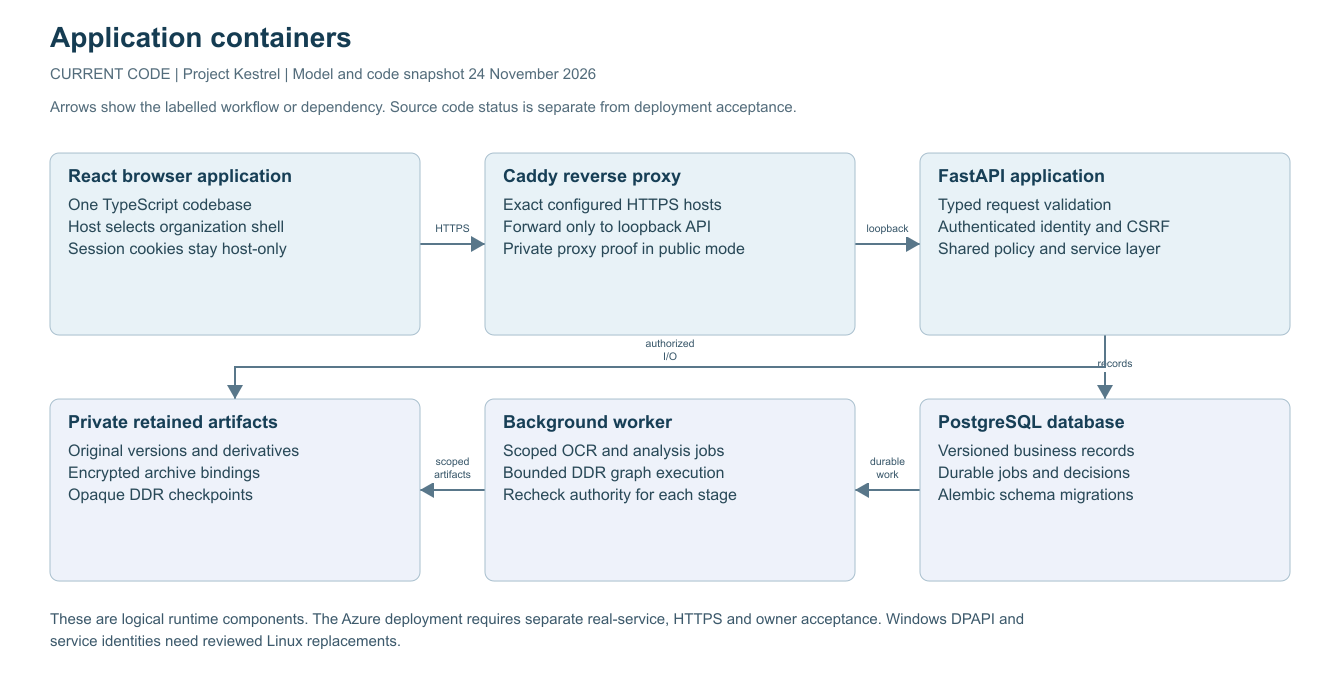 Application containers
CURRENT CODE | Project Kestrel | Model and code snapshot 24 November 2026
Arrows show the labelled workflow or dependency. Source code status is separate from deployment acceptance.
React browser application
One TypeScript codebase
Host selects organization shell
Session cookies stay host-only
HTTPS
Caddy reverse proxy
Exact configured HTTPS hosts
Forward only to loopback API
Private proxy proof in public mode
loopback
FastAPI application
Typed request validation
Authenticated identity and CSRF
Shared policy and service layer
authorized
I/O
records
Private retained artifacts
Original versions and derivatives
Encrypted archive bindings
Opaque DDR checkpoints
scoped
artifacts
Background worker
Scoped OCR and analysis jobs
Bounded DDR graph execution
Recheck authority for each stage
durable
work
PostgreSQL database
Versioned business records
Durable jobs and decisions
Alembic schema migrations
These are logical runtime components. The Azure deployment requires separate real-service, HTTPS and owner acceptance. Windows DPAPI and
service identities need reviewed Linux replacements.